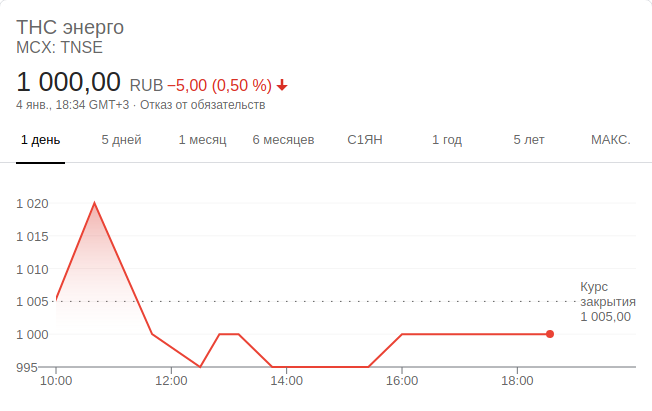 ТНС энерго
MCX: TNSE
1 000,00 RUB −5,00 (0,50 %)
4 янв., 18:34 GMT+3 · Отказ от обязательств
1 день 5 дней 1 месяц 6 месяцев С1ЯН 1 год 5 лет МАКС.
1 020
1 015
1 010
Курс
1 005 закрытия
1 005,00
1 000
995
10:00 12:00 14:00 16:00 18:00